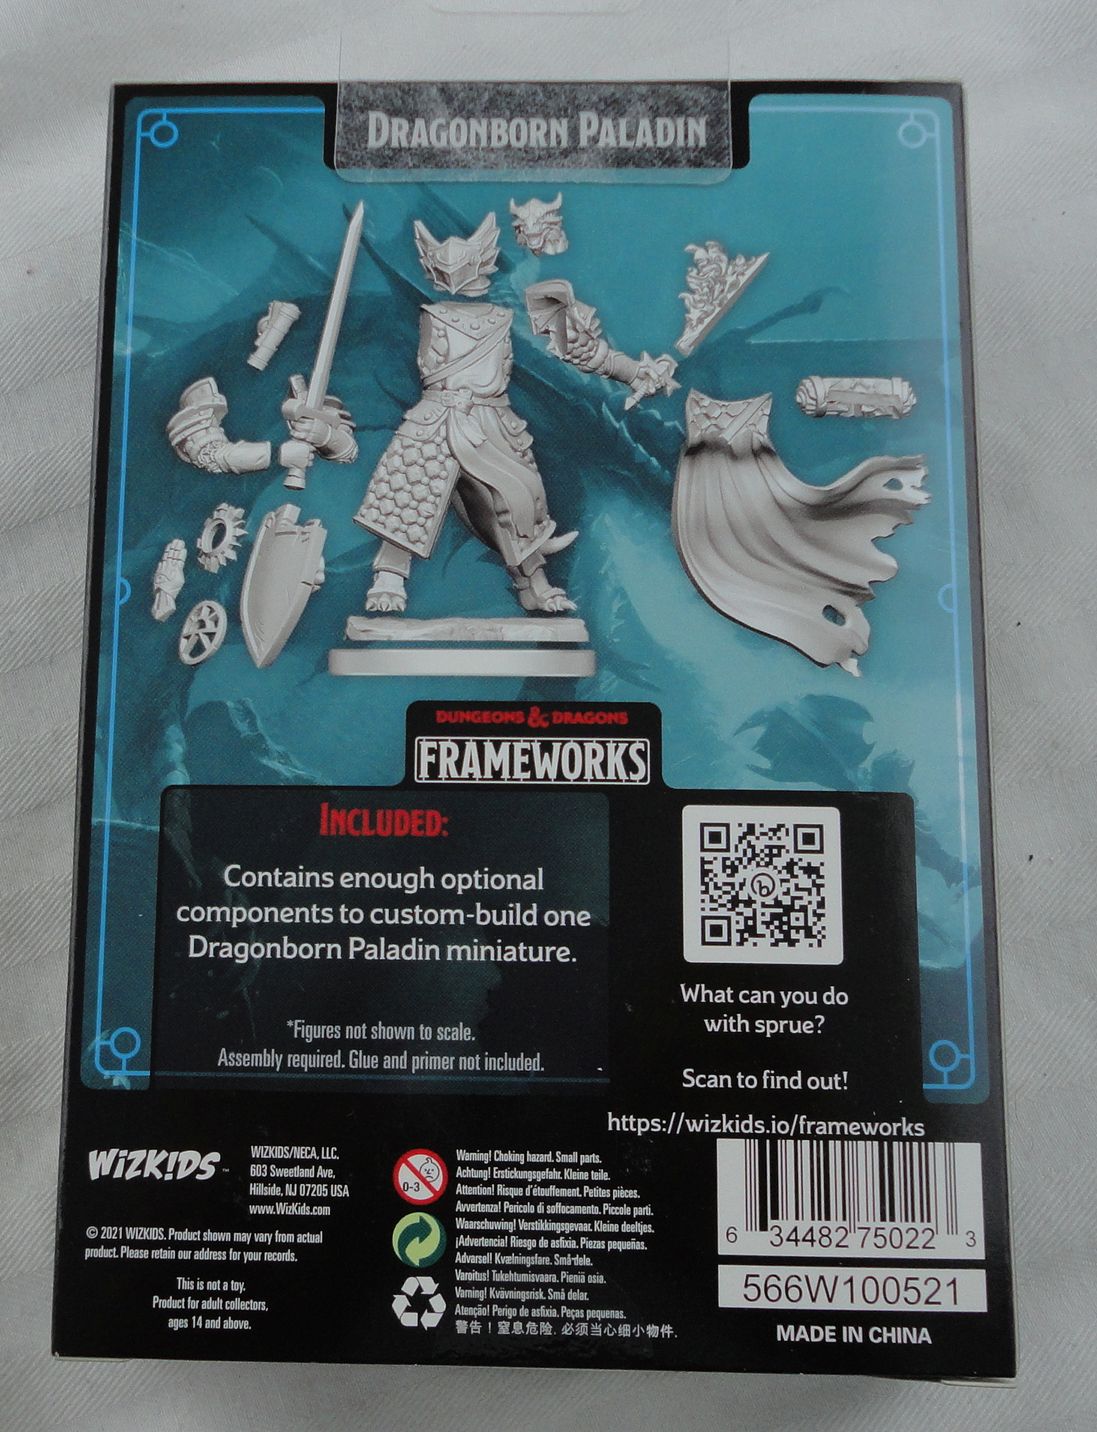 DRAGONBORN PALADIN
DUNGEONS & DRAGONS
FRAMEWORKS
INCLUDED:
Contains enough optional
components to custom-build one
Dragonborn Paladin miniature.
*Figures not shown to scale.
Assembly required. Glue and primer not included.
b
What can you do
with sprue?
Scan to find out!
https://wizkids.io/frameworks
WIZKIDS™
WIZKIDS/NECA, LLC.
603 Sweetland Ave,
Hillside, NJ 07205 USA
www.WizKids.com
© 2021 WIZKIDS. Product shown may vary from actual
product. Please retain our address for your records.
This is not a toy.
Product for adult collectors,
ages 14 and above.
0-3
Warning! Choking hazard. Small parts.
Achtung! Erstickungsgefahr. Kleine teile.
Attention! Risque d'étouffement. Petites pièces.
Avvertenza! Pericolo di soffocamento. Piccole parti.
Waarschuwing! Verstikkingsgevaar. Kleine deeltjes.
¡Advertencia! Riesgo de asfixia. Piezas pequeñas.
Advarsel! Kvælningsfare. Små dele.
Varoitus! Tukehtumisvaara. Pieniä osia.
Varning! Kvävningsrisk. Små delar.
Atenção! Perigo de asfixia. Peças pequenas.
警告！窒息危险. 必须当心细小物件.
6 34482 75022 3
566W100521
MADE IN CHINA